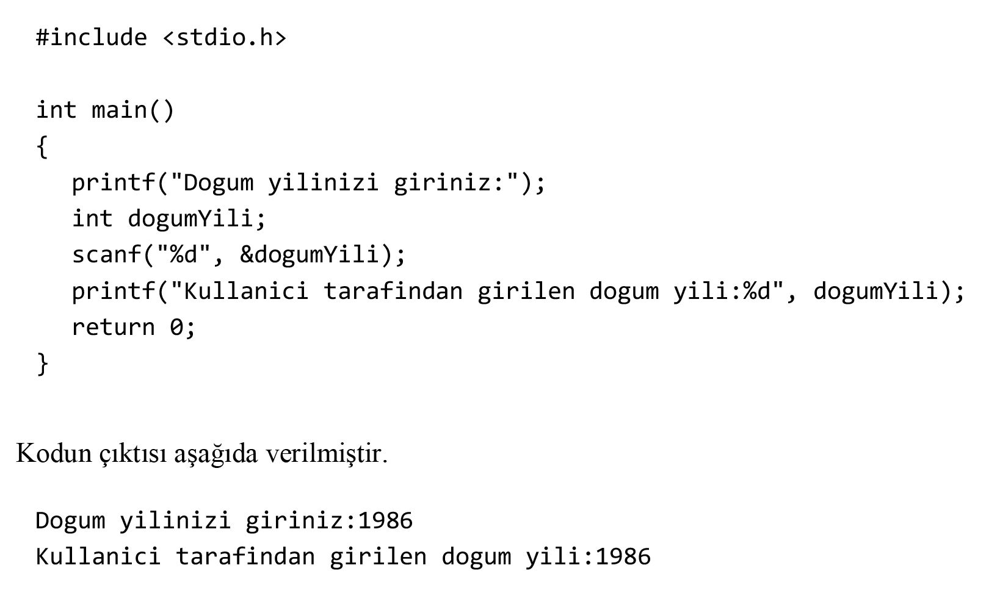 #include <stdio.h>
int main()
{
printf("Dogum yilinizi giriniz:");
int dogumYili;
scanf("%d", &dogumYili);
printf("Kullanici tarafindan girilen dogum yili:%d", dogumYili);
return 0;
}
Kodun çıktısı aşağıda verilmiştir.
Dogum yilinizi giriniz:1986
Kullanici tarafindan girilen dogum yili:1986